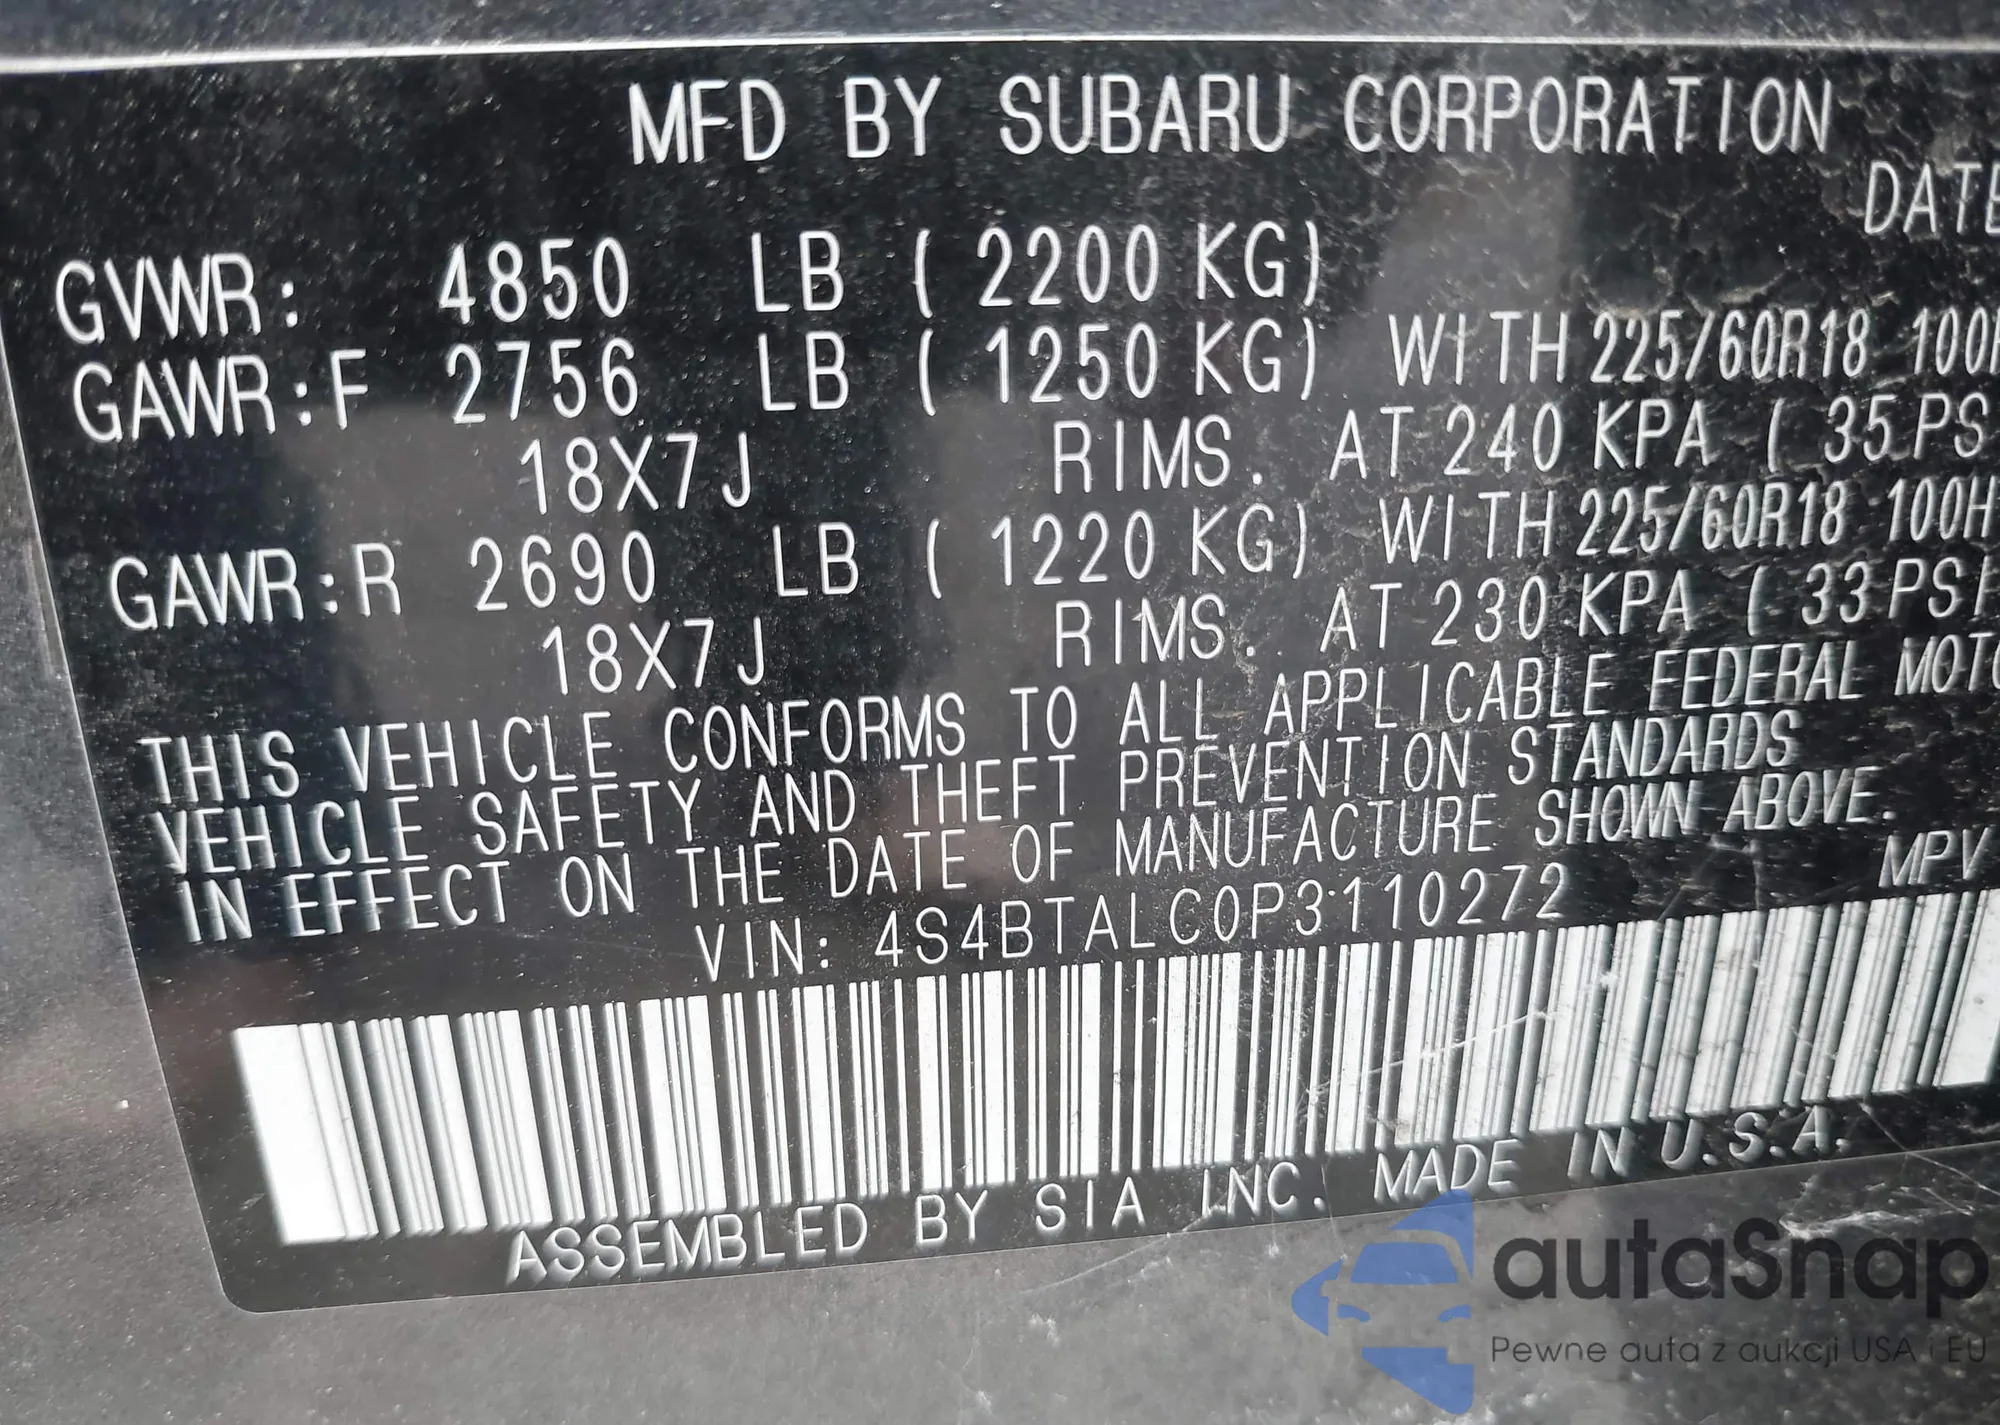 MFD BY SUBARU CORPORATION
DATE
GVWR: 4850 LB ( 2200 KG)
GAWR:F 2756 LB ( 1250 KG) WITH 225/60R18 100H
18X7J RIMS. AT 240 KPA ( 35 PS
GAWR:R 2690 LB ( 1220 KG) WITH 225/60R18 100H
18X7J RIMS. AT 230 KPA ( 33 PSI
THIS VEHICLE CONFORMS TO ALL APPLICABLE FEDERAL MOTO
VEHICLE SAFETY AND THEFT PREVENTION STANDARDS
IN EFFECT ON THE DATE OF MANUFACTURE SHOWN ABOVE.
VIN: 4S4BTALC0P3110272 MPV
ASSEMBLED BY SIA INC. MADE IN U.S.A.
autaSnap
Pewne auta z aukcji USA i EU